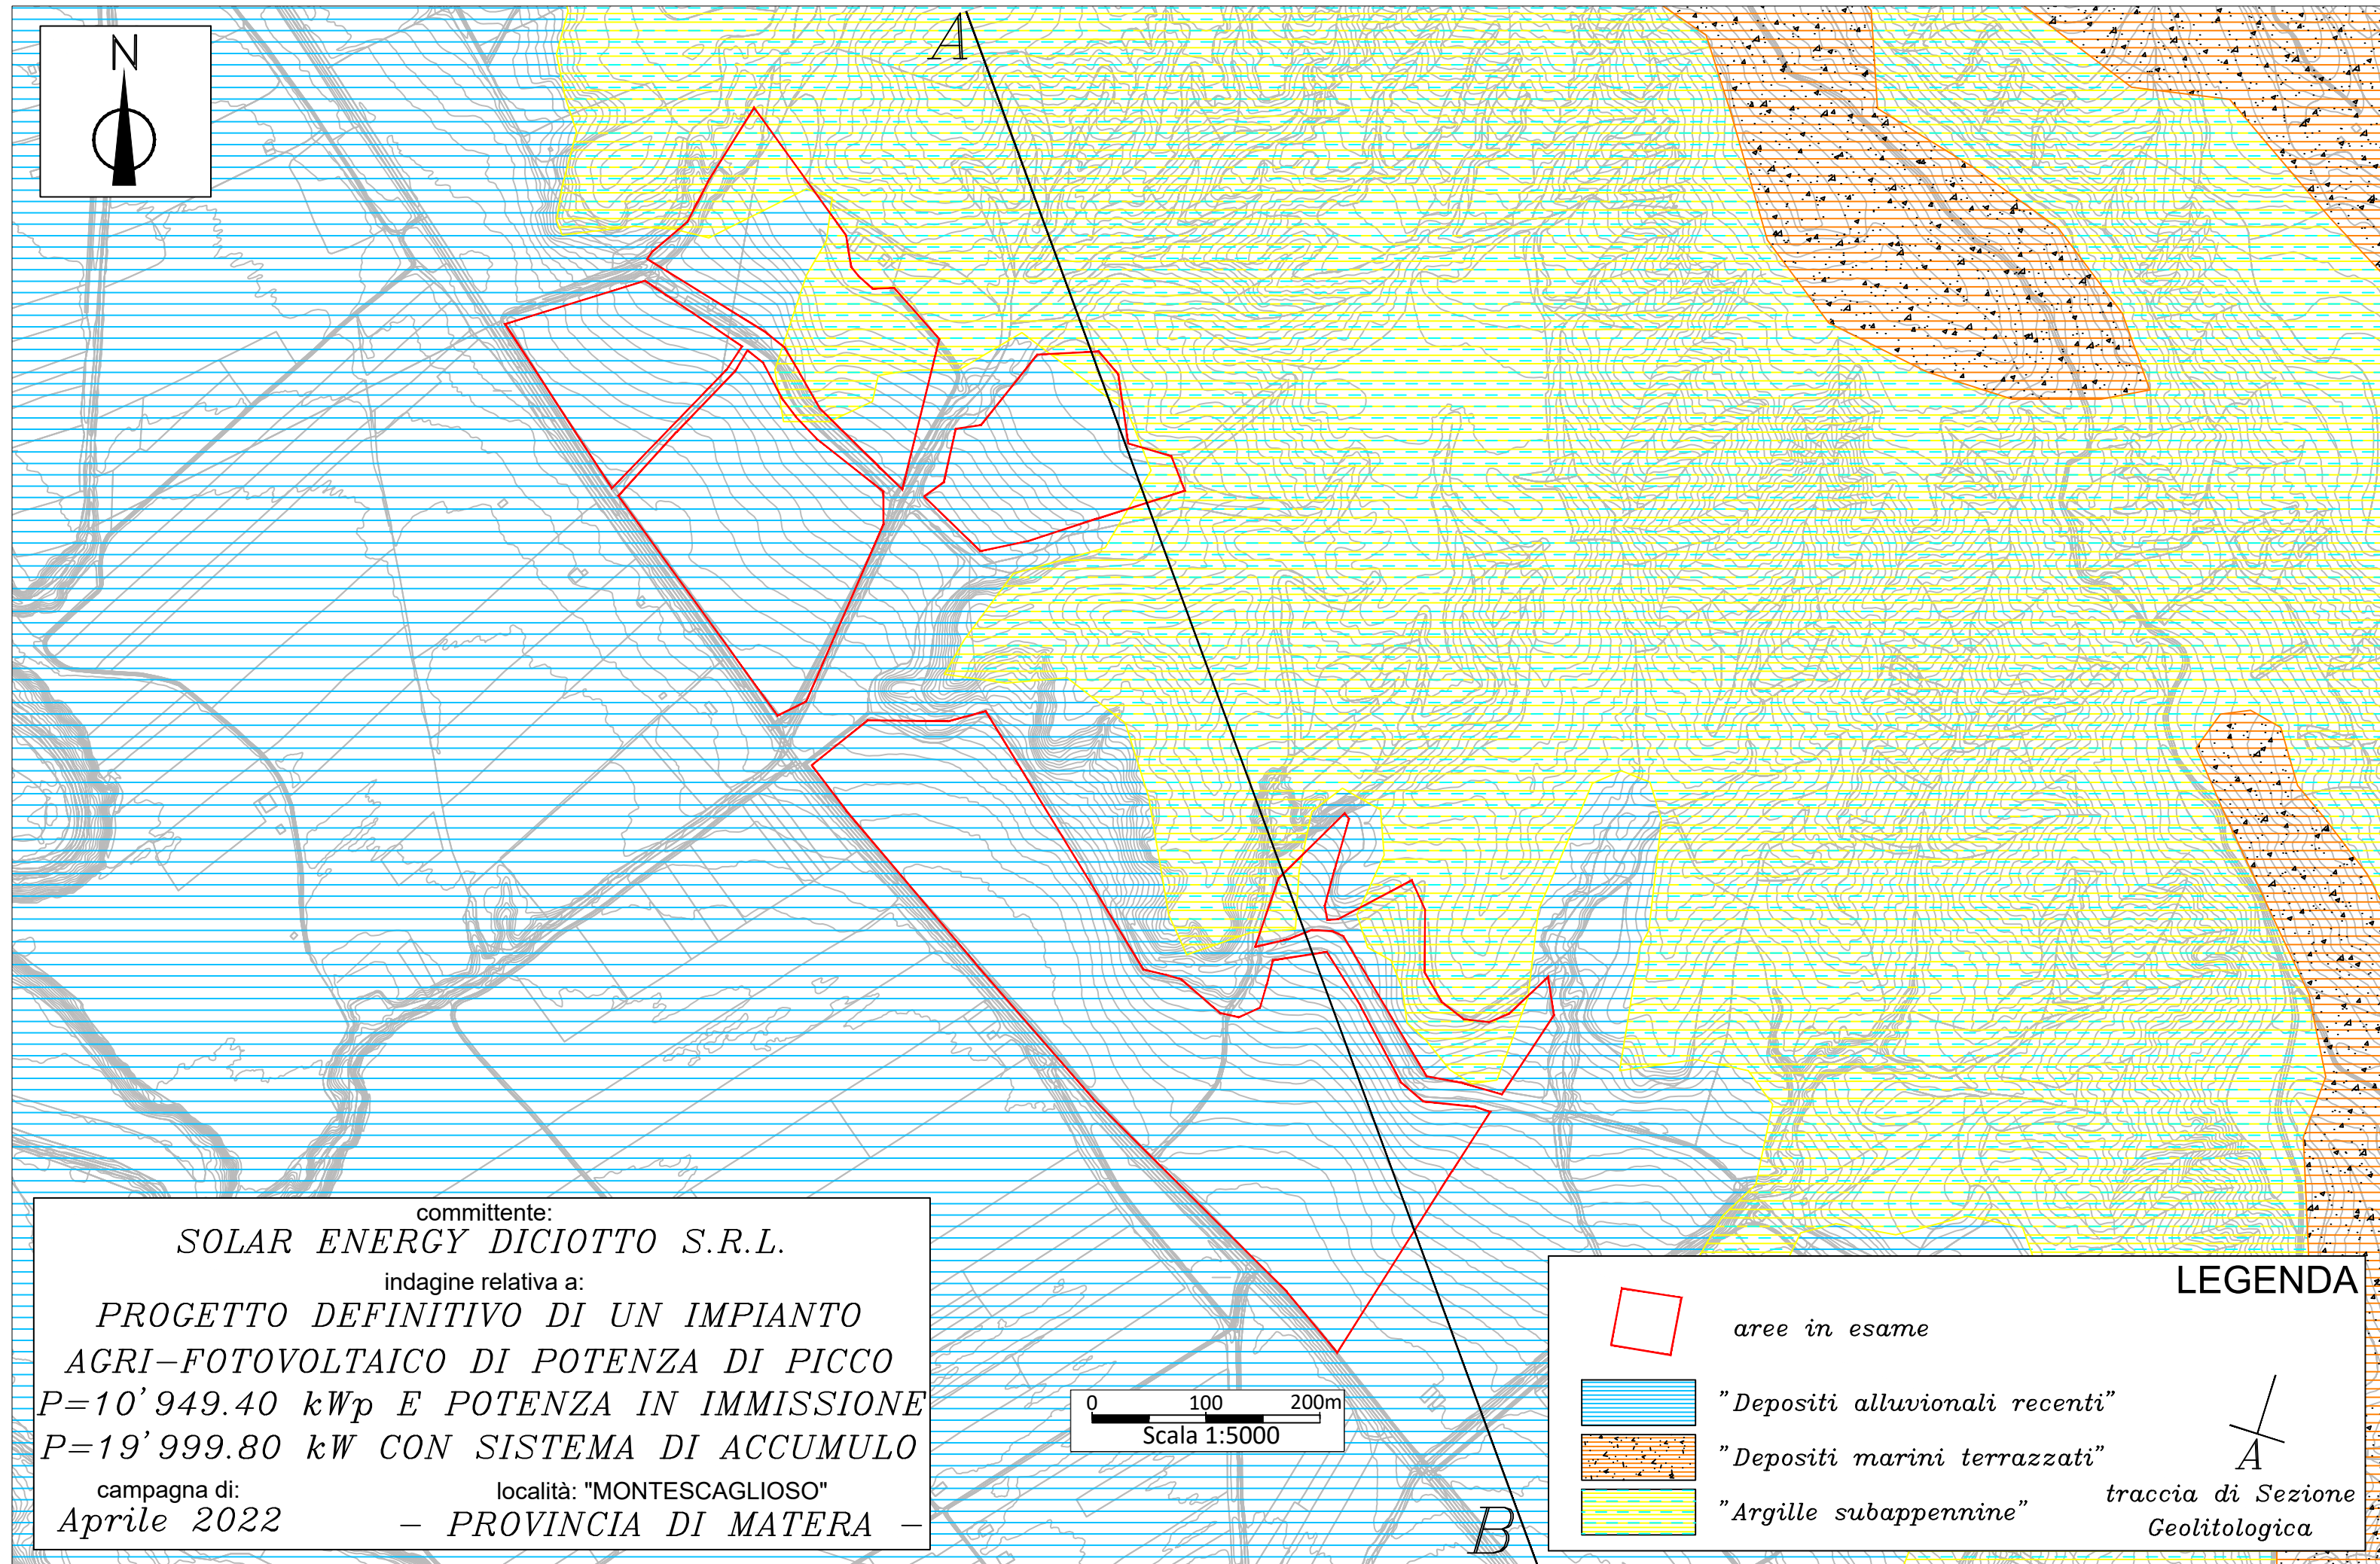 N
A
committente:
SOLAR ENERGY DICIOTTO S.R.L.
indagine relativa a:
PROGETTO DEFINITIVO DI UN IMPIANTO
AGRI-FOTOVOLTAICO DI POTENZA DI PICCO
P=10'949.40 kWp E POTENZA IN IMMISSIONE
P=19'999.80 kW CON SISTEMA DI ACCUMULO
campagna di:
Aprile 2022
località: "MONTESCAGLIOSO"
- PROVINCIA DI MATERA -
0 100 200m
Scala 1:5000
B
LEGENDA
aree in esame
"Depositi alluvionali recenti"
"Depositi marini terrazzati"
"Argille subappennine"
A
traccia di Sezione
Geolitologica